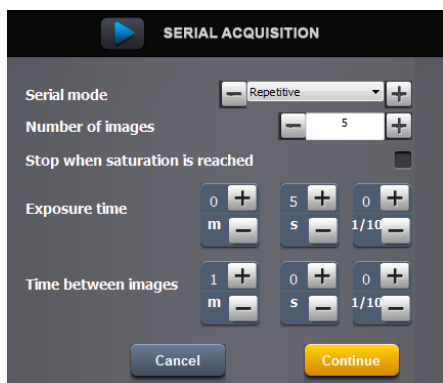 SERIAL ACQUISITION
Serial mode Repetitive
Number of images 5
Stop when saturation is reached
Exposure time 0 m 5 s 0 1/10
Time between images 1 m 0 s 0 1/10
Cancel Continue